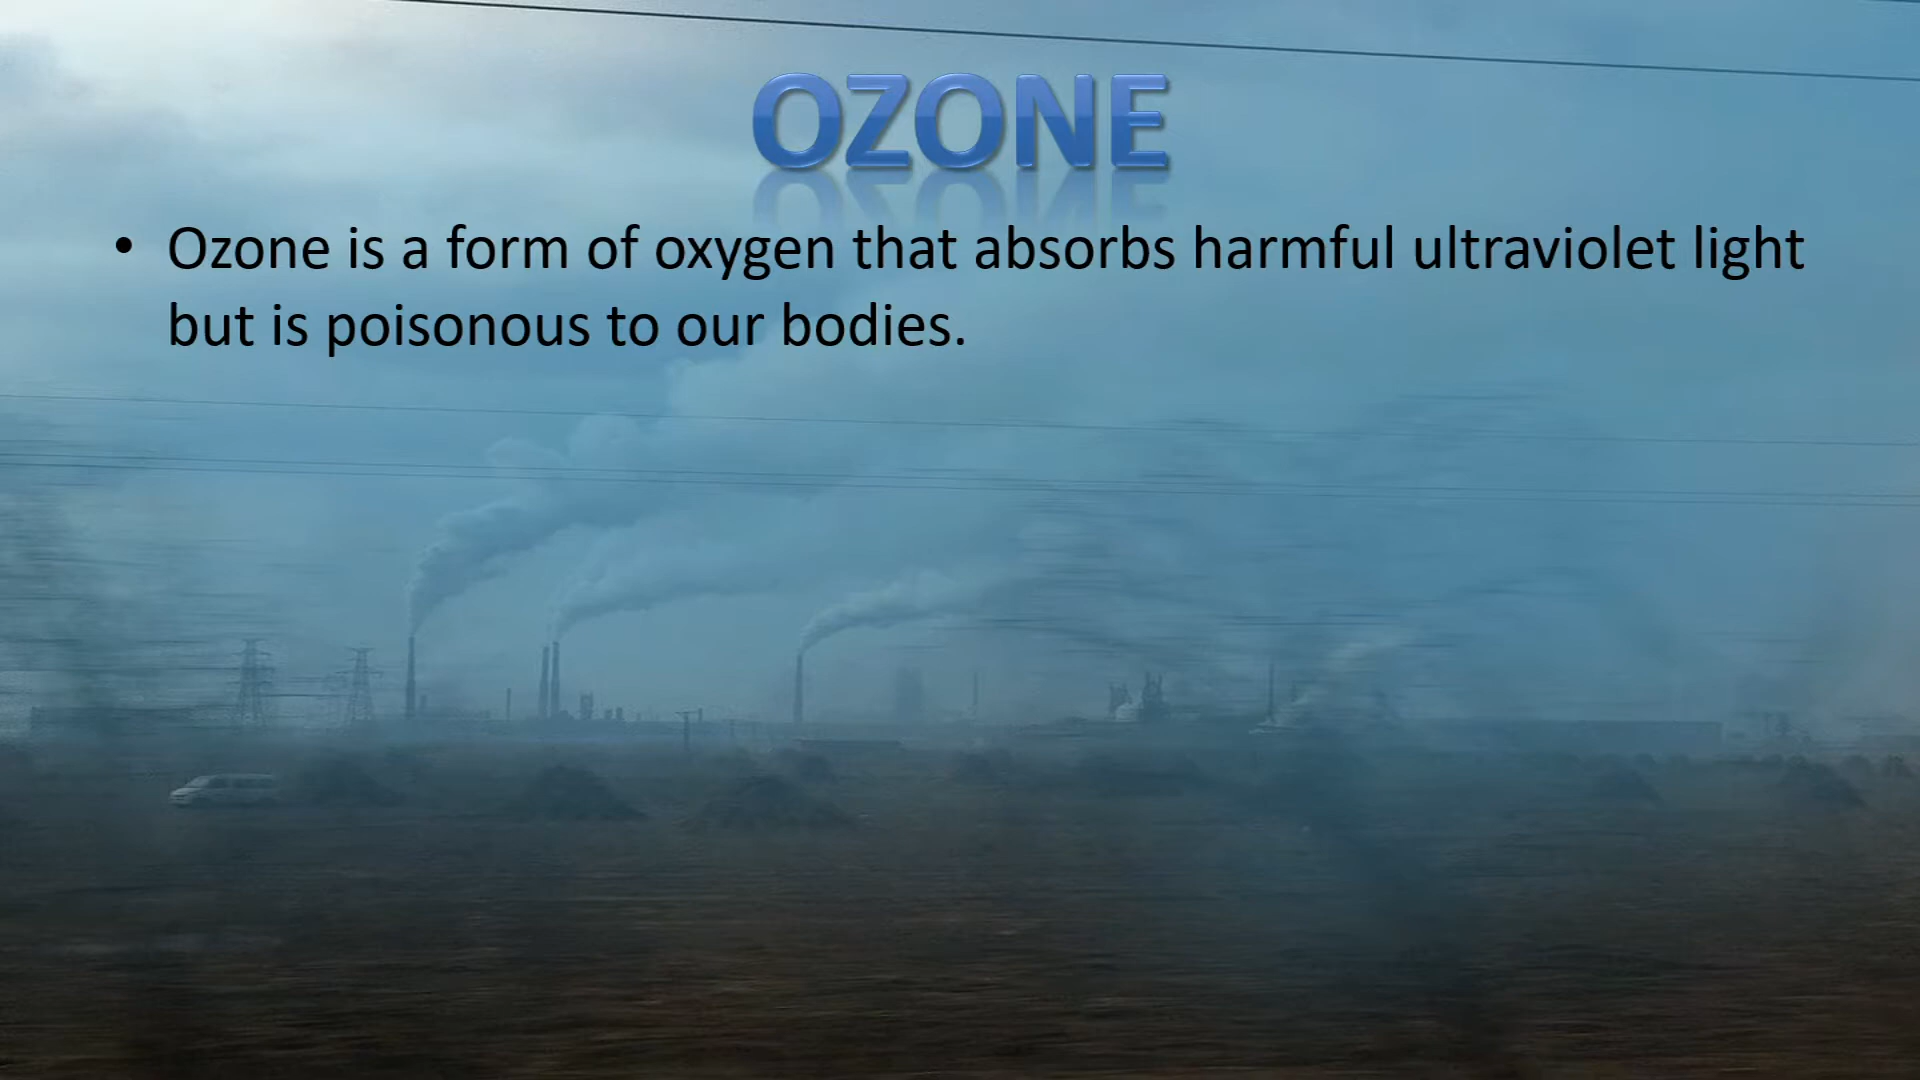 OZONE
• Ozone is a form of oxygen that absorbs harmful ultraviolet light
but is poisonous to our bodies.